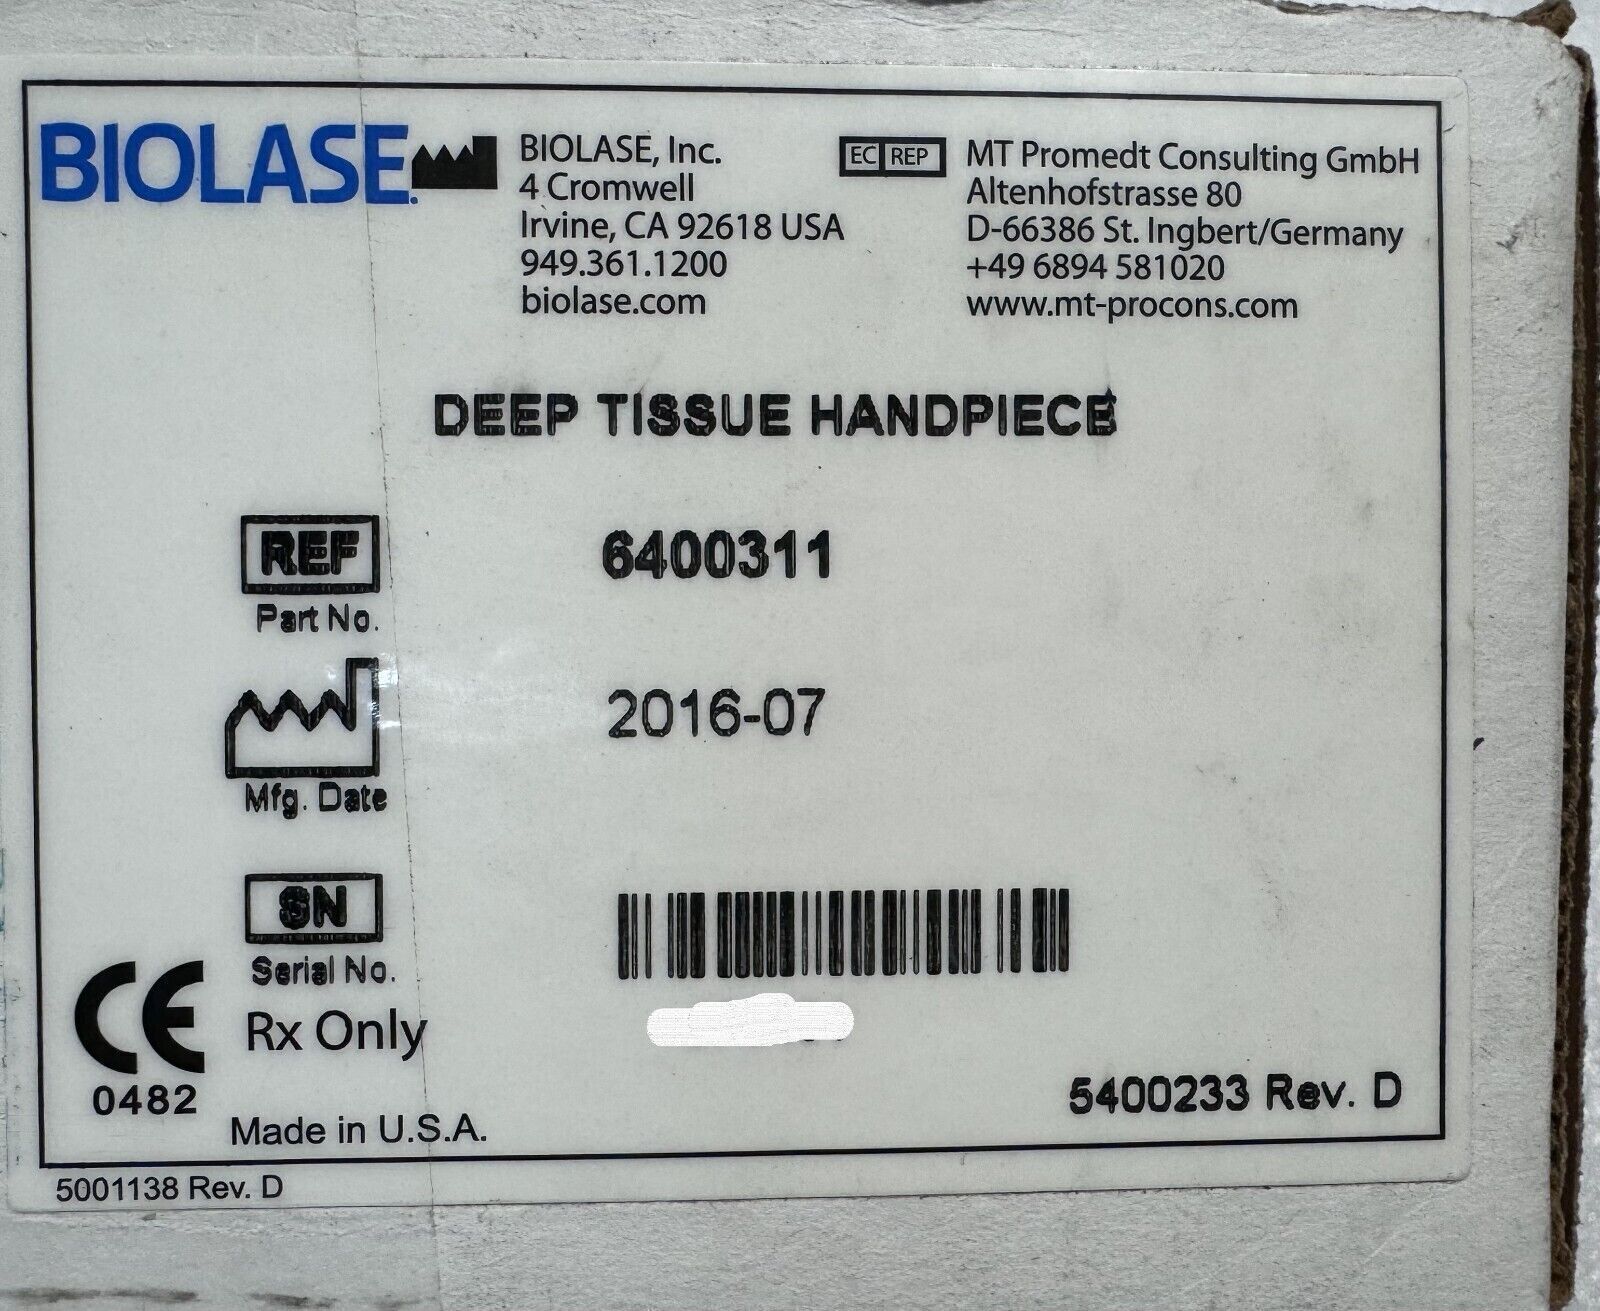 BIOLASE
BIOLASE, Inc.
4 Cromwell
Irvine, CA 92618 USA
949.361.1200
biolase.com
EC REP
MT Promedt Consulting GmbH
Altenhofstrasse 80
D-66386 St. Ingbert/Germany
+49 6894 581020
www.mt-procons.com
DEEP TISSUE HANDPIECE
REF
Part No.
6400311
Mfg. Date
2016-07
SN
Serial No.
CE
0482
Rx Only
Made in U.S.A.
5400233 Rev. D
5001138 Rev. D